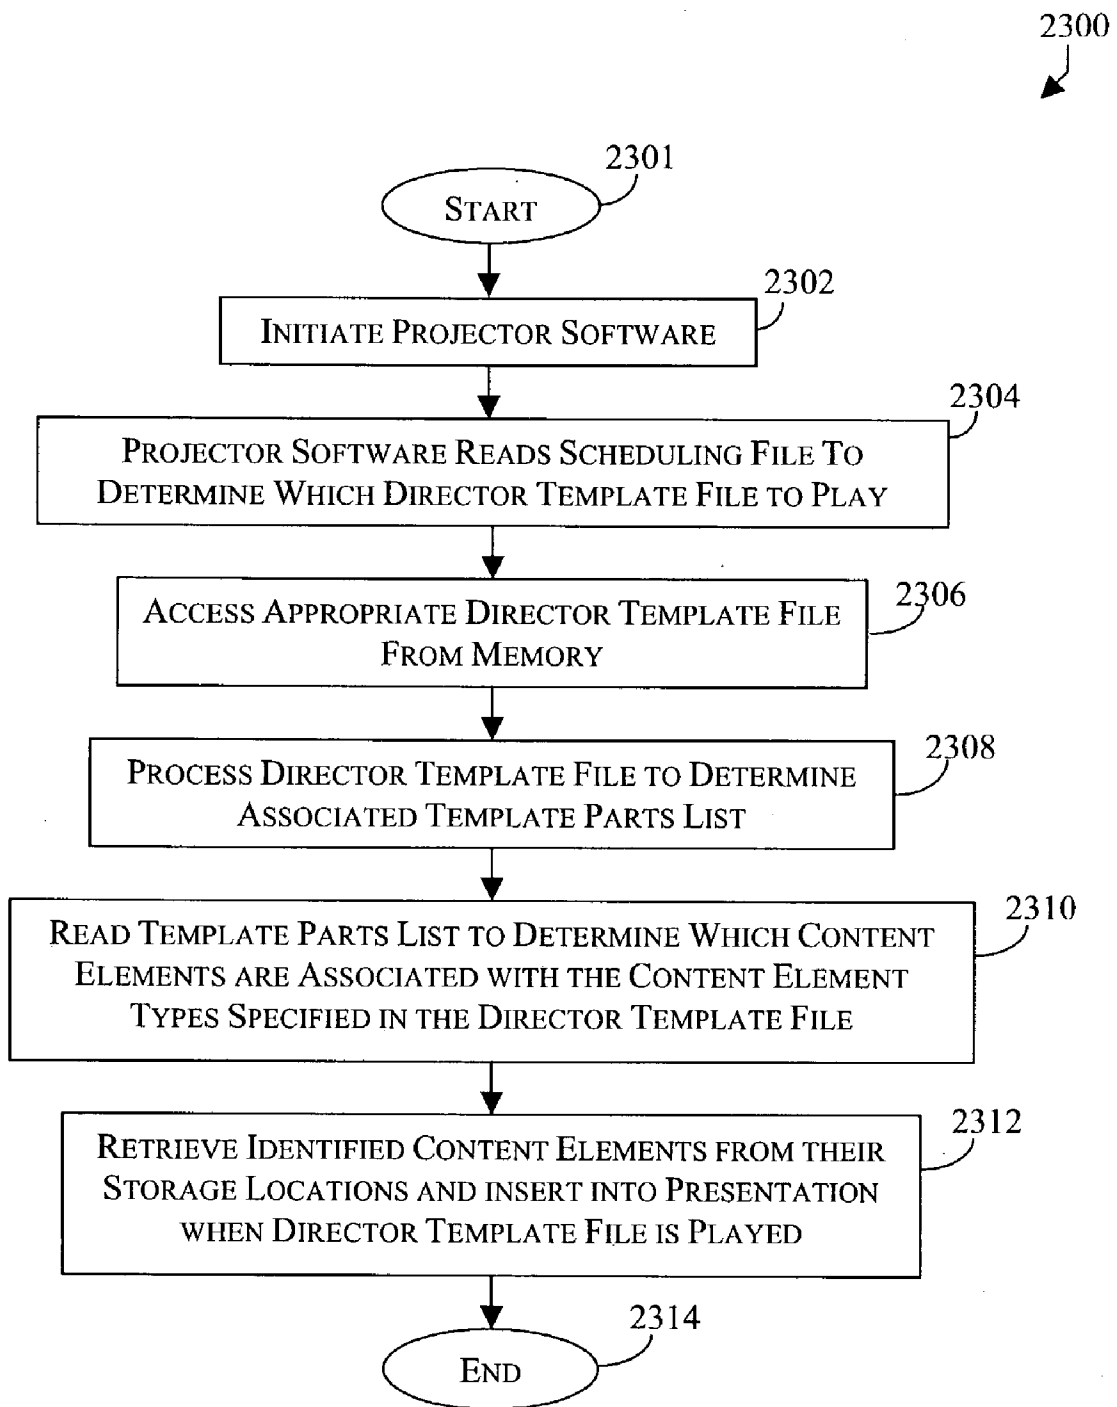 2300
2301
START
2302
INITIATE PROJECTOR SOFTWARE
2304
PROJECTOR SOFTWARE READS SCHEDULING FILE TO
DETERMINE WHICH DIRECTOR TEMPLATE FILE TO PLAY
2306
ACCESS APPROPRIATE DIRECTOR TEMPLATE FILE
FROM MEMORY
2308
PROCESS DIRECTOR TEMPLATE FILE TO DETERMINE
ASSOCIATED TEMPLATE PARTS LIST
2310
READ TEMPLATE PARTS LIST TO DETERMINE WHICH CONTENT
ELEMENTS ARE ASSOCIATED WITH THE CONTENT ELEMENT
TYPES SPECIFIED IN THE DIRECTOR TEMPLATE FILE
2312
RETRIEVE IDENTIFIED CONTENT ELEMENTS FROM THEIR
STORAGE LOCATIONS AND INSERT INTO PRESENTATION
WHEN DIRECTOR TEMPLATE FILE IS PLAYED
2314
END